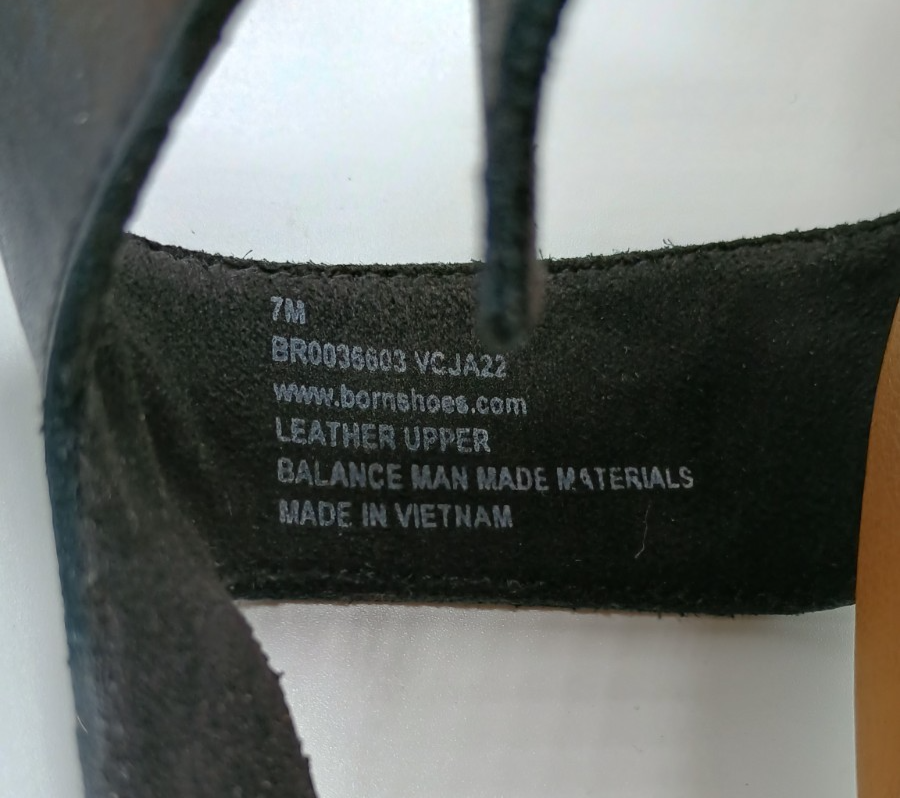 7M
BR0036603 VCJA22
www.bornshoes.com
LEATHER UPPER
BALANCE MAN MADE MATERIALS
MADE IN VIETNAM